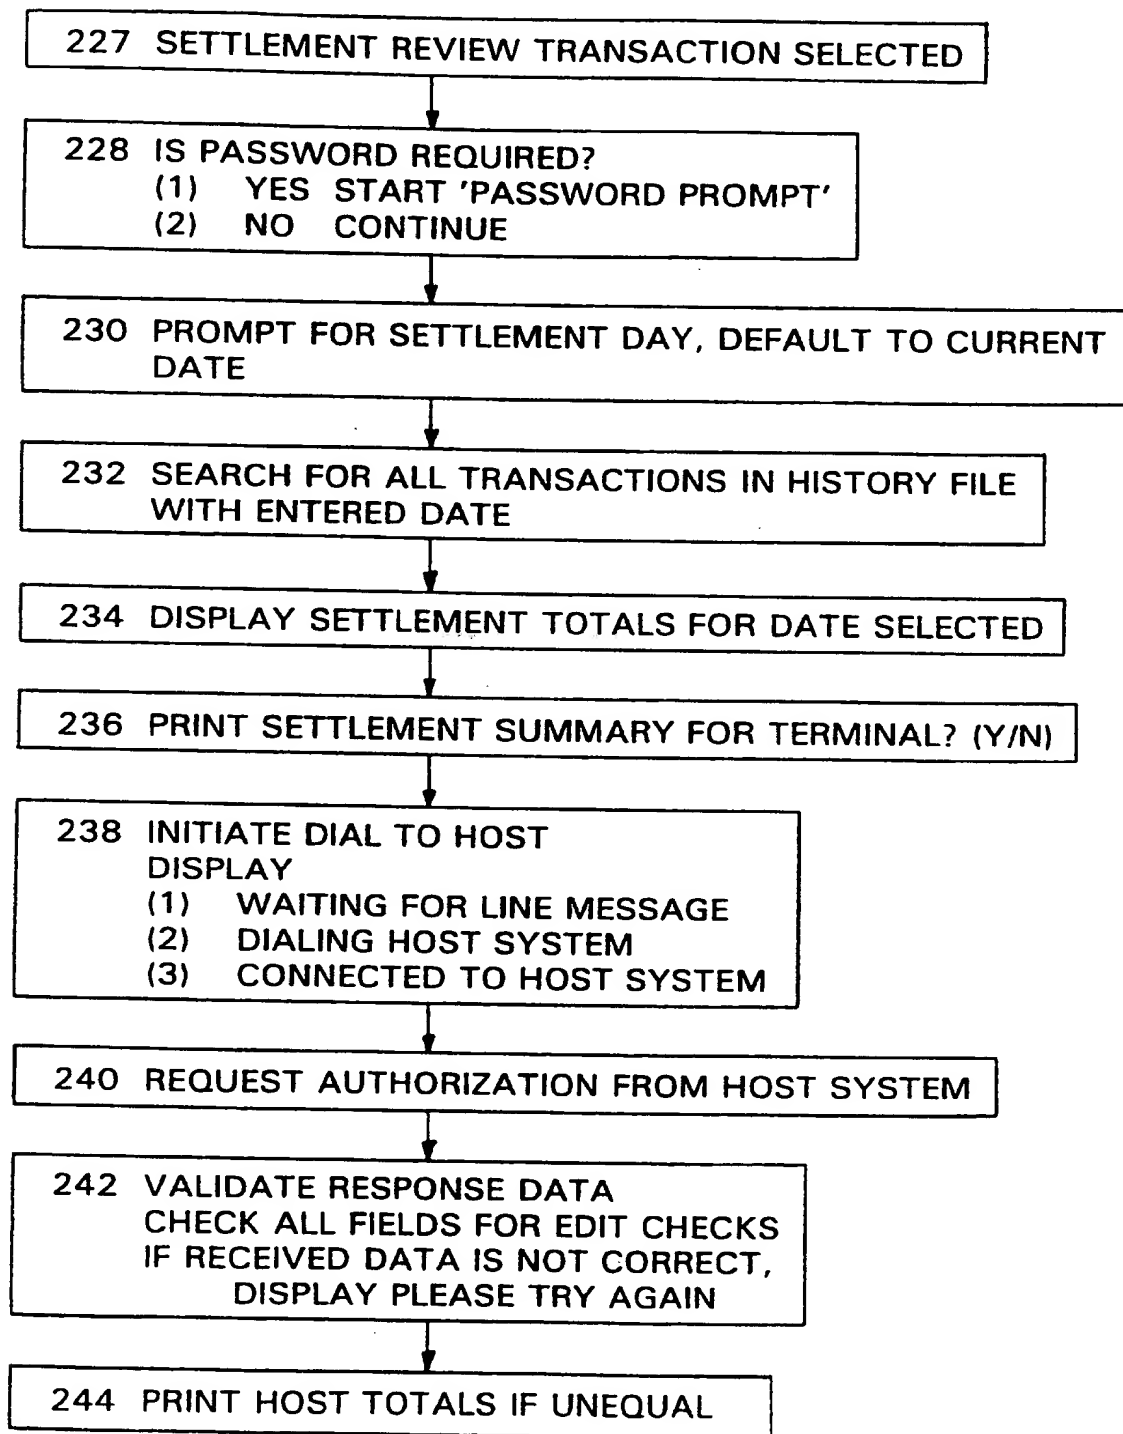 227 SETTLEMENT REVIEW TRANSACTION SELECTED
228 IS PASSWORD REQUIRED?
(1) YES START 'PASSWORD PROMPT'
(2) NO CONTINUE
230 PROMPT FOR SETTLEMENT DAY, DEFAULT TO CURRENT
DATE
232 SEARCH FOR ALL TRANSACTIONS IN HISTORY FILE
WITH ENTERED DATE
234 DISPLAY SETTLEMENT TOTALS FOR DATE SELECTED
236 PRINT SETTLEMENT SUMMARY FOR TERMINAL? (Y/N)
238 INITIATE DIAL TO HOST
DISPLAY
(1) WAITING FOR LINE MESSAGE
(2) DIALING HOST SYSTEM
(3) CONNECTED TO HOST SYSTEM
240 REQUEST AUTHORIZATION FROM HOST SYSTEM
242 VALIDATE RESPONSE DATA
CHECK ALL FIELDS FOR EDIT CHECKS
IF RECEIVED DATA IS NOT CORRECT,
DISPLAY PLEASE TRY AGAIN
244 PRINT HOST TOTALS IF UNEQUAL